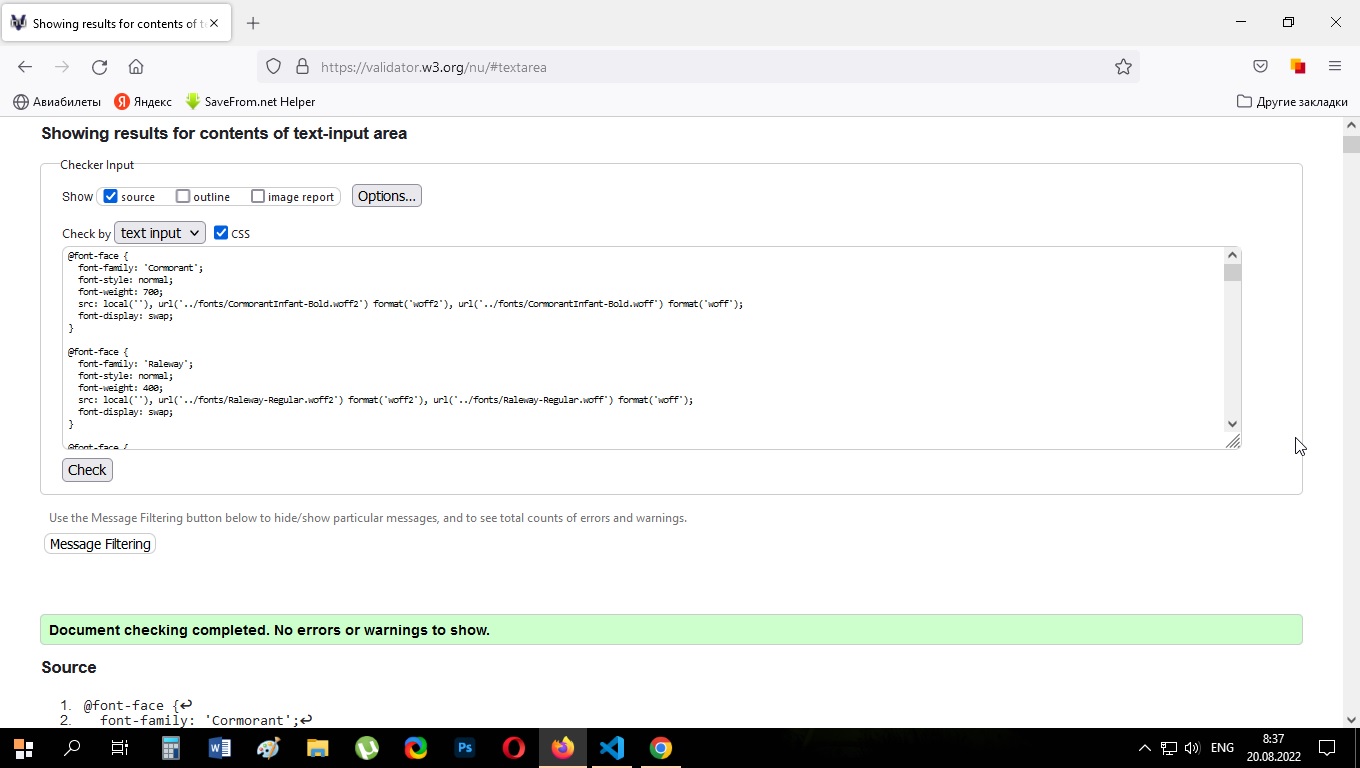 Showing results for contents of t
https://validator.w3.org/nu/#textarea
Авиабилеты
Яндекс
SaveFrom.net Helper
Другие закладки
Showing results for contents of text-input area
Checker Input
Show source outline image report Options...
Check by text input CSS
@font-face {
font-family: 'Cormorant';
font-style: normal;
font-weight: 700;
src: local(''), url('../fonts/CormorantInfant-Bold.woff2') format('woff2'), url('../fonts/CormorantInfant-Bold.woff') format('woff');
font-display: swap;
}
@font-face {
font-family: 'Raleway';
font-style: normal;
font-weight: 400;
src: local(''), url('../fonts/Raleway-Regular.woff2') format('woff2'), url('../fonts/Raleway-Regular.woff') format('woff');
font-display: swap;
}
@font-face {
Check
Use the Message Filtering button below to hide/show particular messages, and to see total counts of errors and warnings.
Message Filtering
Document checking completed. No errors or warnings to show.
Source
1. @font-face {↩
2. font-family: 'Cormorant';↩
Ps
ENG
8:37
20.08.2022